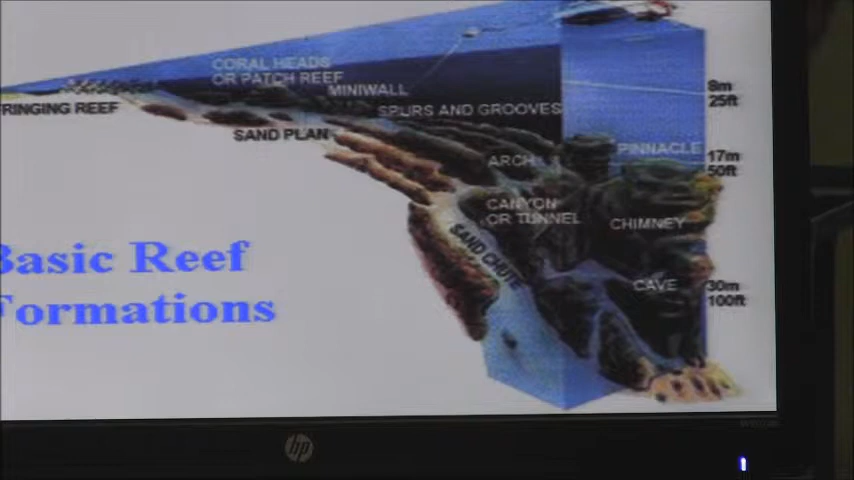 CORAL HEADS
OR PATCH REEF
MINIWALL
8m
25ft
RINGING REEF
SPURS AND GROOVES
SAND PLAN
PINNACLE
17m
50ft
ARCH
CANYON
OR TUNNEL
CHIMNEY
SAND CHUTE
Basic Reef
Formations
CAVE
30m
100ft
hp